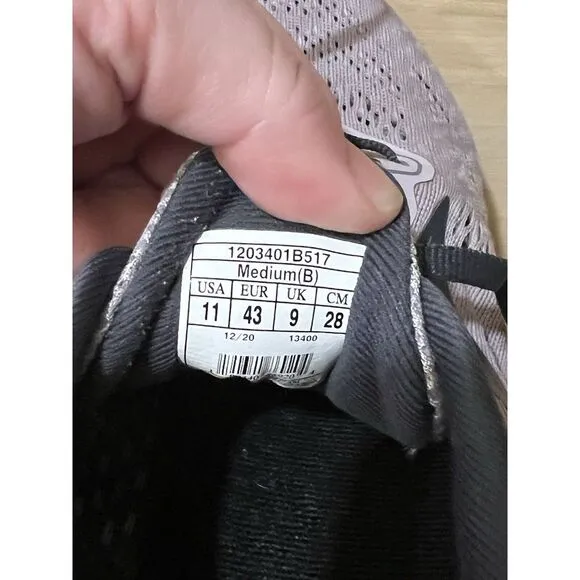 1203401B517
Medium(B)
USA EUR UK CM
11 43 9 28
12/20 13400